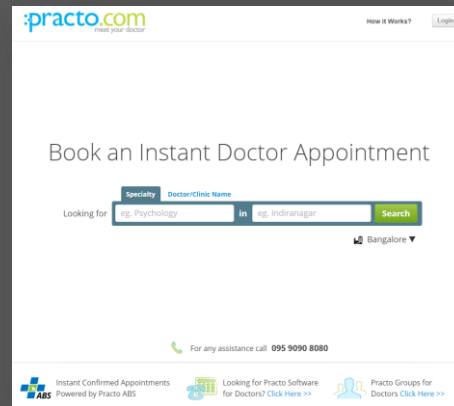 :practo.com
meet your doctor
How it Works?
Login
Book an Instant Doctor Appointment
Specialty Doctor/Clinic Name
Looking for eg. Psychology in eg. Indiranagar Search
Bangalore ▼
For any assistance call 095 9090 8080
ABS
Instant Confirmed Appointments
Powered by Practo ABS
Looking for Practo Software
for Doctors? Click Here >>
Practo Groups for
Doctors Click Here >>